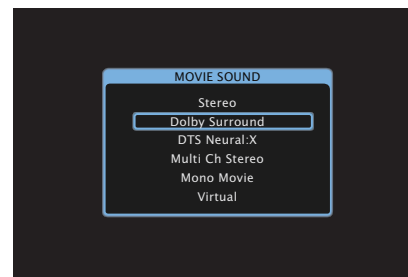 MOVIE SOUND
Stereo
Dolby Surround
DTS Neural:X
Multi Ch Stereo
Mono Movie
Virtual